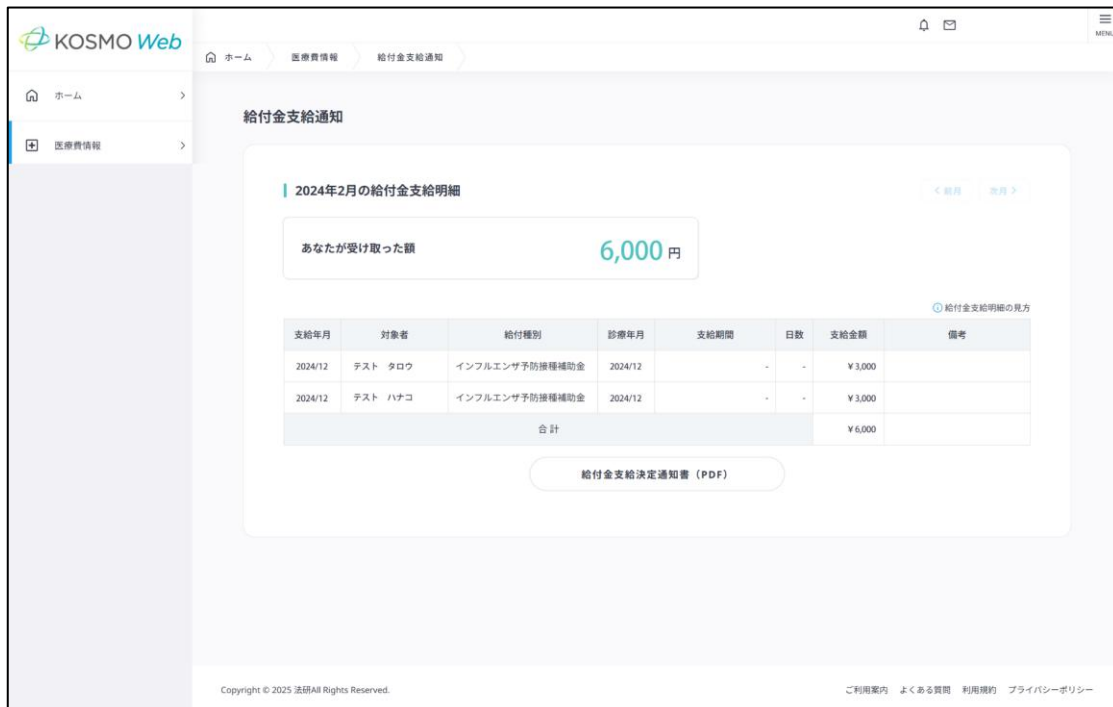 KOSMO Web
MENU
ホーム 医療費情報 給付金支給通知
ホーム
医療費情報
給付金支給通知
2024年2月の給付金支給明細
前月 次月
あなたが受け取った額 6,000 円
給付金支給明細の見方
支給年月 対象者 給付種別 診療年月 支給期間 日数 支給金額 備考
2024/12 テスト タロウ インフルエンザ予防接種補助金 2024/12 - - ¥3,000
2024/12 テスト ハナコ インフルエンザ予防接種補助金 2024/12 - - ¥3,000
合計 ¥6,000
給付金支給決定通知書（PDF）
Copyright © 2025 法研All Rights Reserved.
ご利用案内 よくある質問 利用規約 プライバシーポリシー